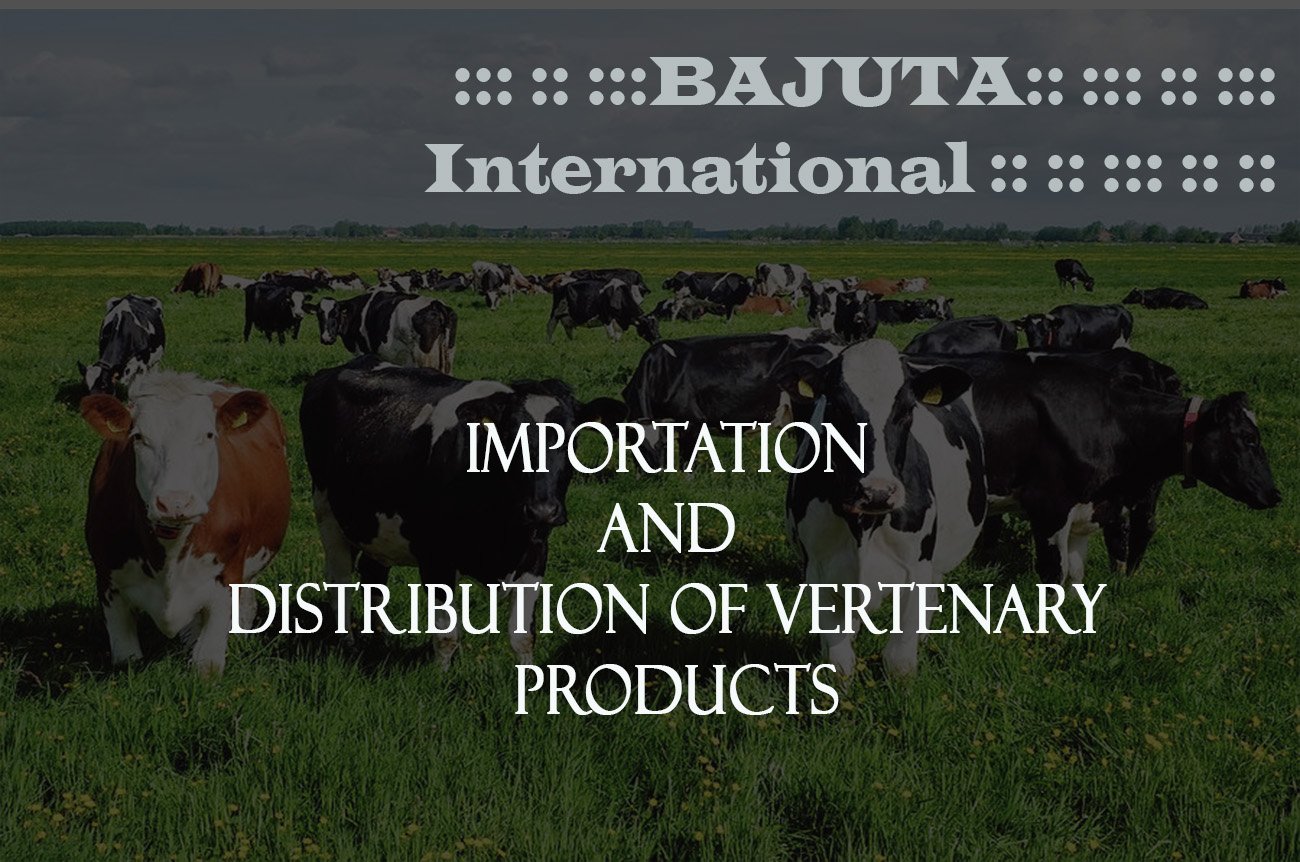 ::: :: :::BAJUTA:: ::: :: :::
International :: :: ::: :: ::
IMPORTATION
AND
DISTRIBUTION OF VERTENARY
PRODUCTS